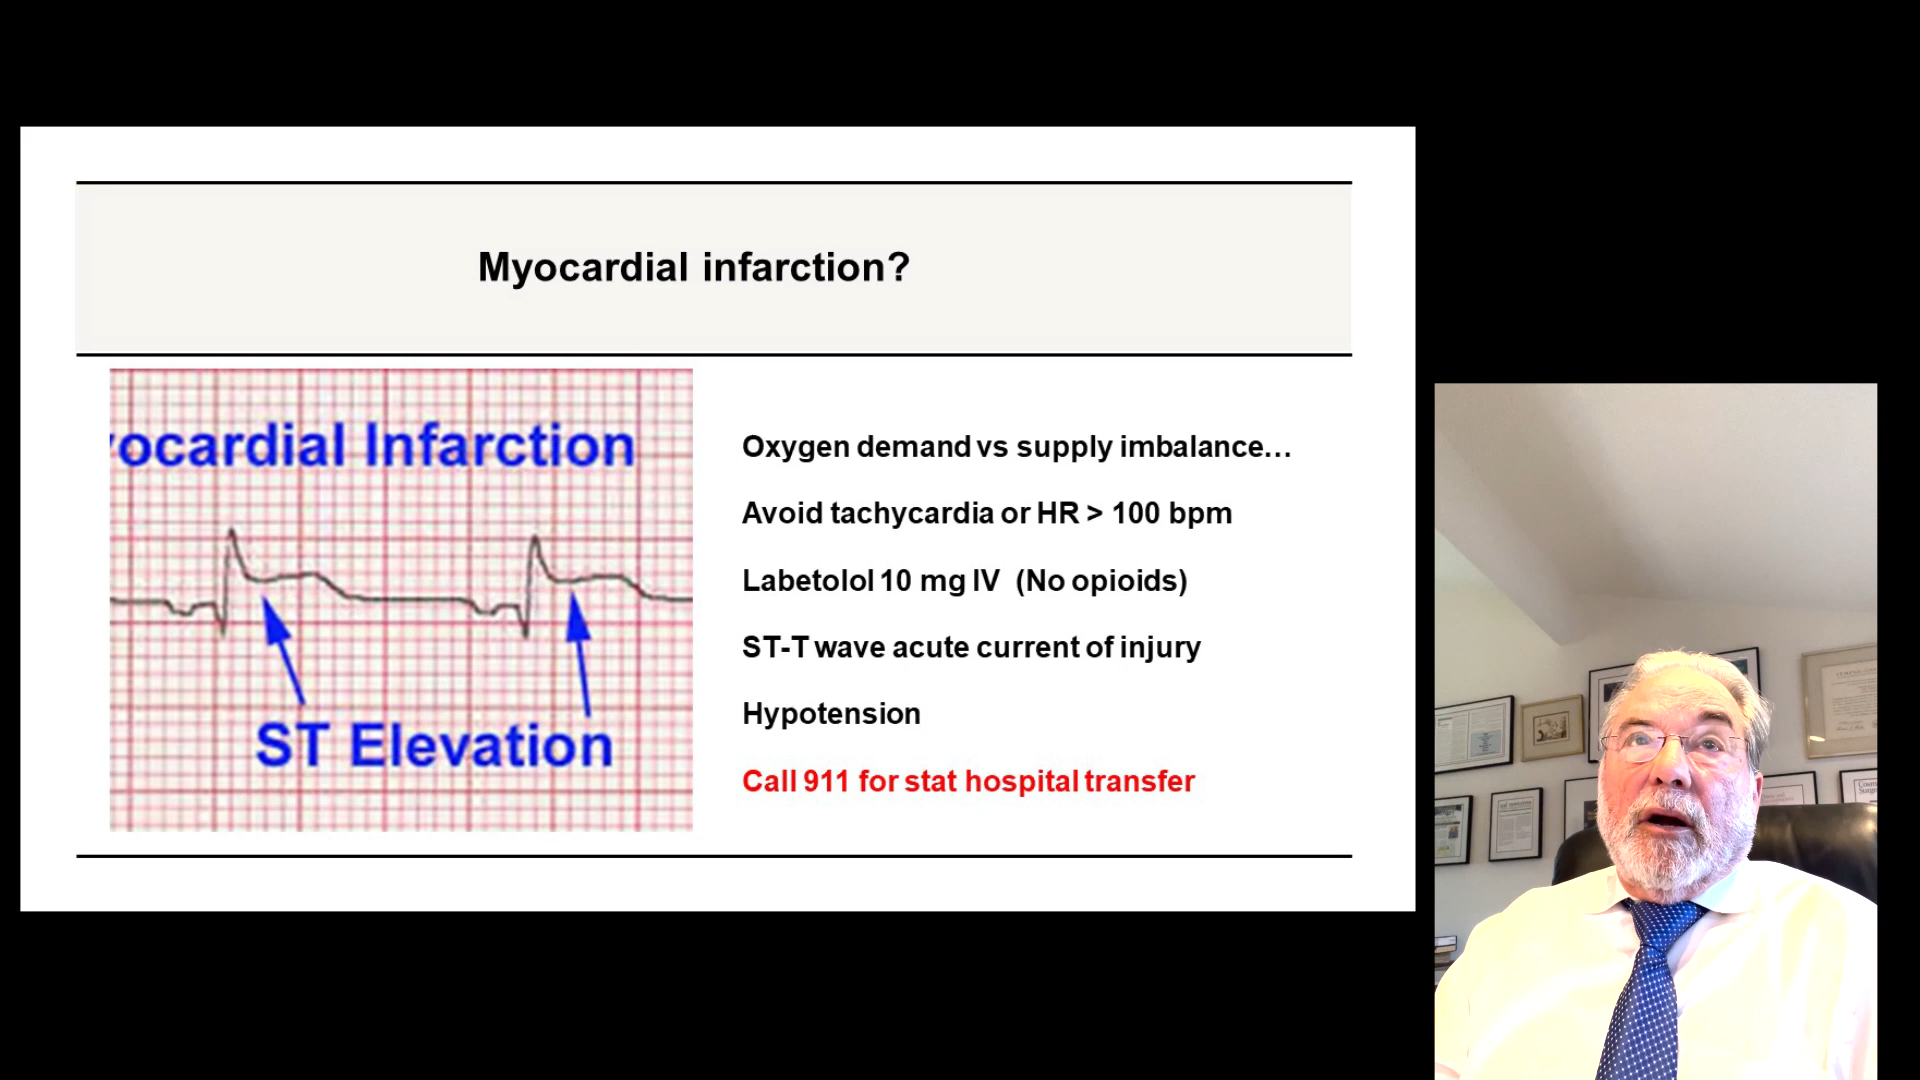 Myocardial infarction?
yocardial Infarction
ST Elevation
Oxygen demand vs supply imbalance…
Avoid tachycardia or HR > 100 bpm
Labetolol 10 mg IV (No opioids)
ST-T wave acute current of injury
Hypotension
Call 911 for stat hospital transfer